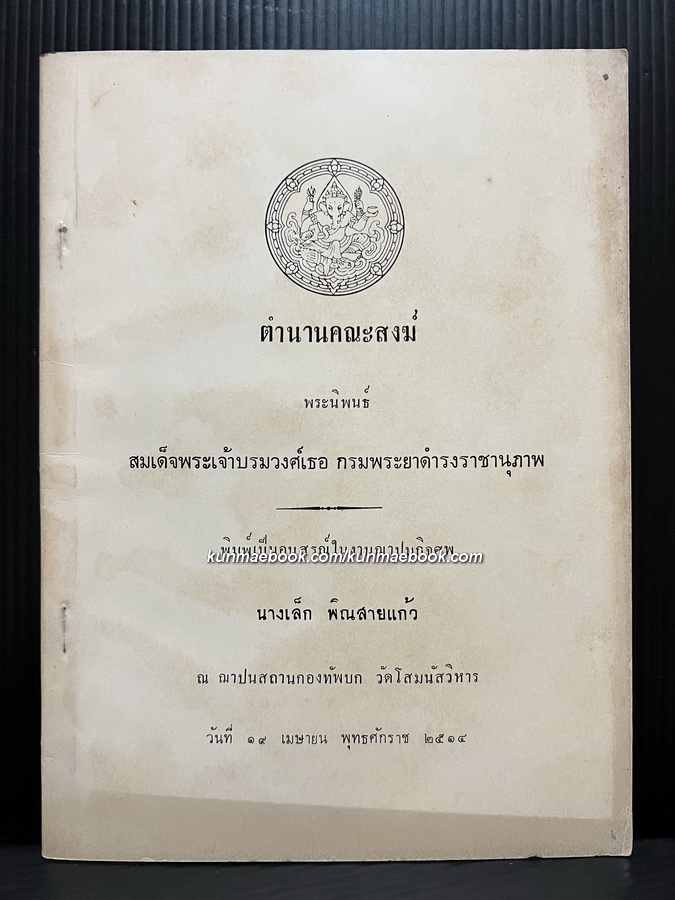 ตำนานคณะสงฆ์
พระนิพนธ์
สมเด็จพระเจ้าบรมวงศ์เธอ กรมพระยาดำรงราชานุภาพ
พิมพ์เป็นอนุสรณ์ในงานฌาปนกิจศพ
kunmaebook.com/kunmaebook.com
นางเล็ก พิณสายแก้ว
ณ ฌาปนสถานกองทัพบก วัดโสมนัสวิหาร
วันที่ ๑๙ เมษายน พุทธศักราช ๒๕๑๔